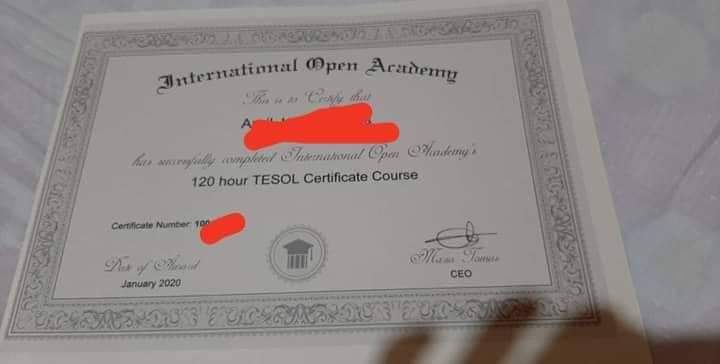 International Open Academy
This is to Certify that
has successfully completed International Open Academy's
120 hour TESOL Certificate Course
Certificate Number: 100
Date of Award
January 2020
CEO